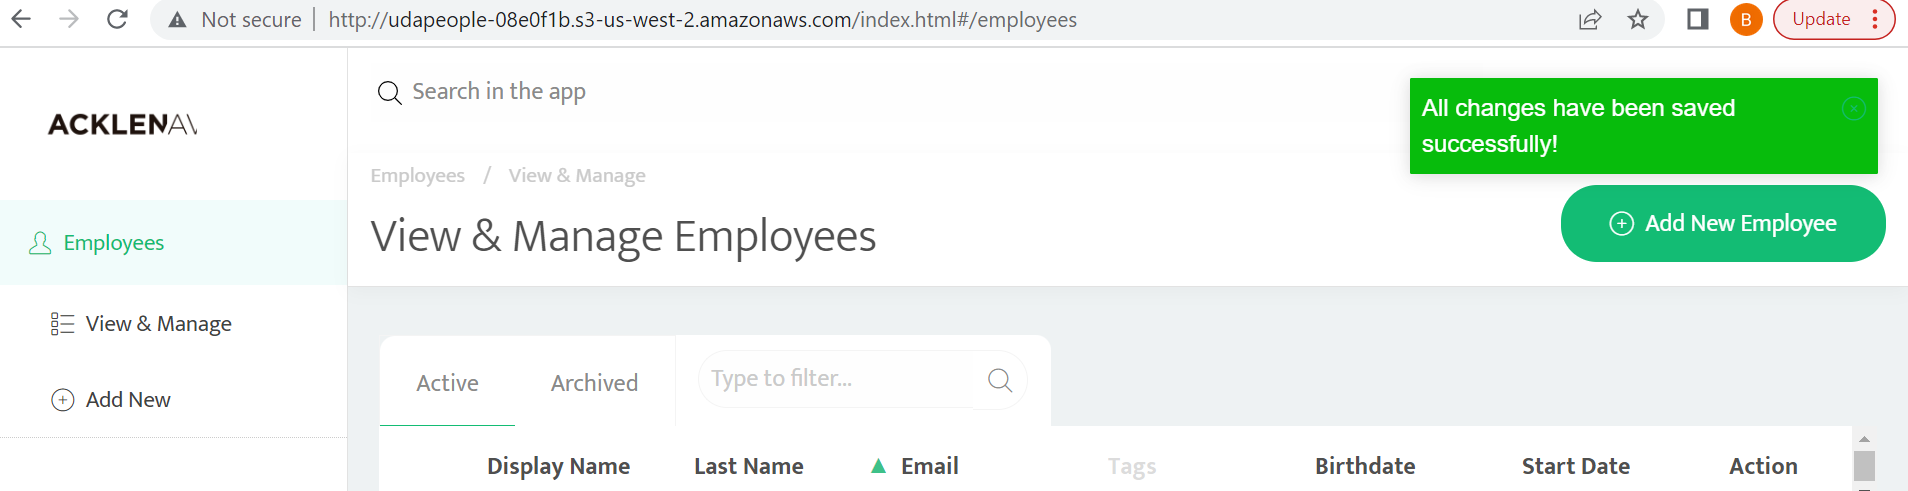 Not secure | http://udapeople-08e0f1b.s3-us-west-2.amazonaws.com/index.html#/employees
B
Update
Search in the app
All changes have been saved
successfully!
ACKLENAV
Employees / View & Manage
View & Manage Employees
Add New Employee
Employees
View & Manage
Add New
Active
Archived
Type to filter...
Display Name
Last Name
Email
Tags
Birthdate
Start Date
Action